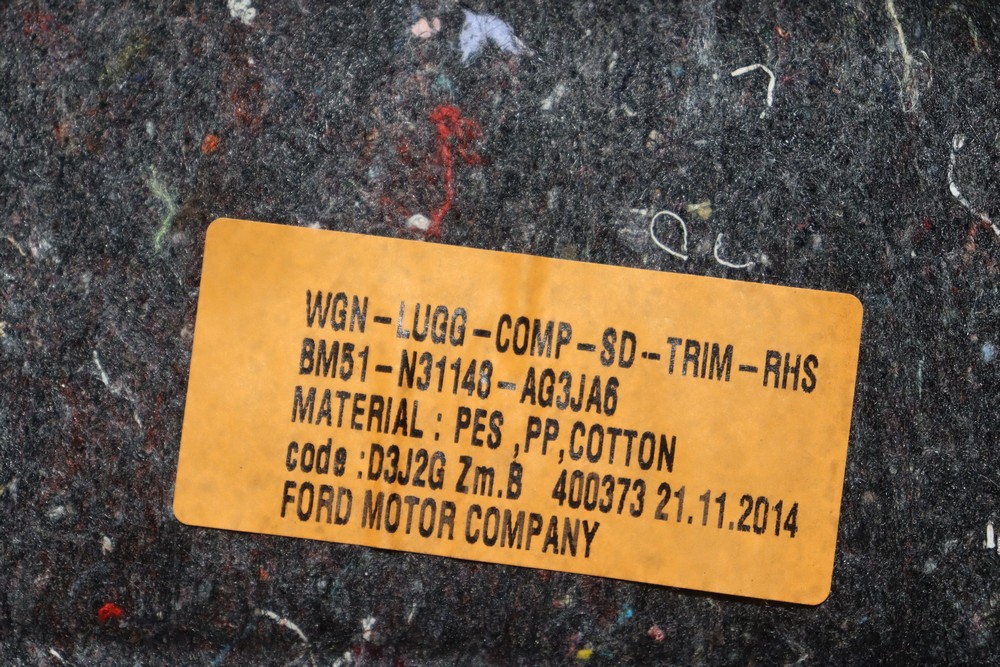 WGN-LUGG-COMP-SD-TRIM-RHS
BM51-N31148-AG3JA6
MATERIAL : PES ,PP,COTTON
code :D3J2G Zm.B 400373 21.11.2014
FORD MOTOR COMPANY